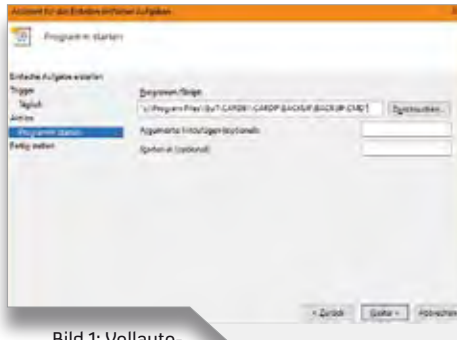 Assistent für das Erstellen einfacher Aufgaben
Programm starten
Einfache Aufgabe erstellen
Trigger
Täglich
Aktion
Programm starten
Fertig stellen
Programm/Skript:
Durchsuchen...
Argumente hinzufügen (optional):
Starten in (optional):
< Zurück
Weiter >
Abbrechen
Bild 1: Vollauto-